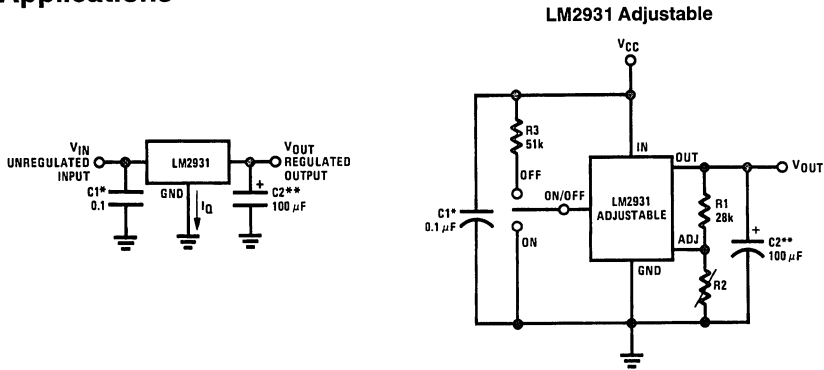 Applications
LM2931 Adjustable
VIN
UNREGULATED
INPUT
LM2931
VOUT
REGULATED
OUTPUT
C1*
0.1
GND
IQ
+
C2**
100 μF
VCC
R3
51k
OFF
ON/OFF
ON
C1*
0.1 μF
IN
OUT
LM2931
ADJUSTABLE
ADJ
GND
VOUT
R1
28k
R2
+
C2**
100 μF